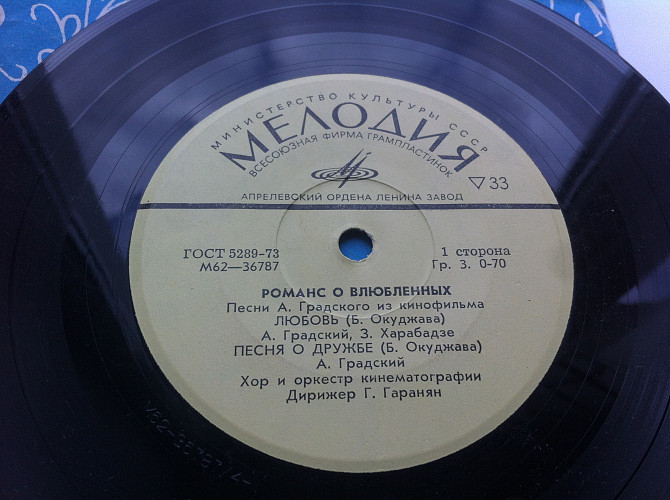 МИНИСТЕРСТВО КУЛЬТУРЫ СССР
МЕЛОДИЯ
ВСЕСОЮЗНАЯ ФИРМА ГРАМПЛАСТИНОК
▽33
АПРЕЛЕВСКИЙ ОРДЕНА ЛЕНИНА ЗАВОД
ГОСТ 5289-73
М62—36787
1 сторона
Гр. 3. 0-70
РОМАНС О ВЛЮБЛЕННЫХ
Песни А. Градского из кинофильма
ЛЮБОВЬ (Б. Окуджава)
А. Градский, З. Харабадзе
ПЕСНЯ О ДРУЖБЕ (Б. Окуджава)
А. Градский
Хор и оркестр кинематографии
Дирижер Г. Гаранян